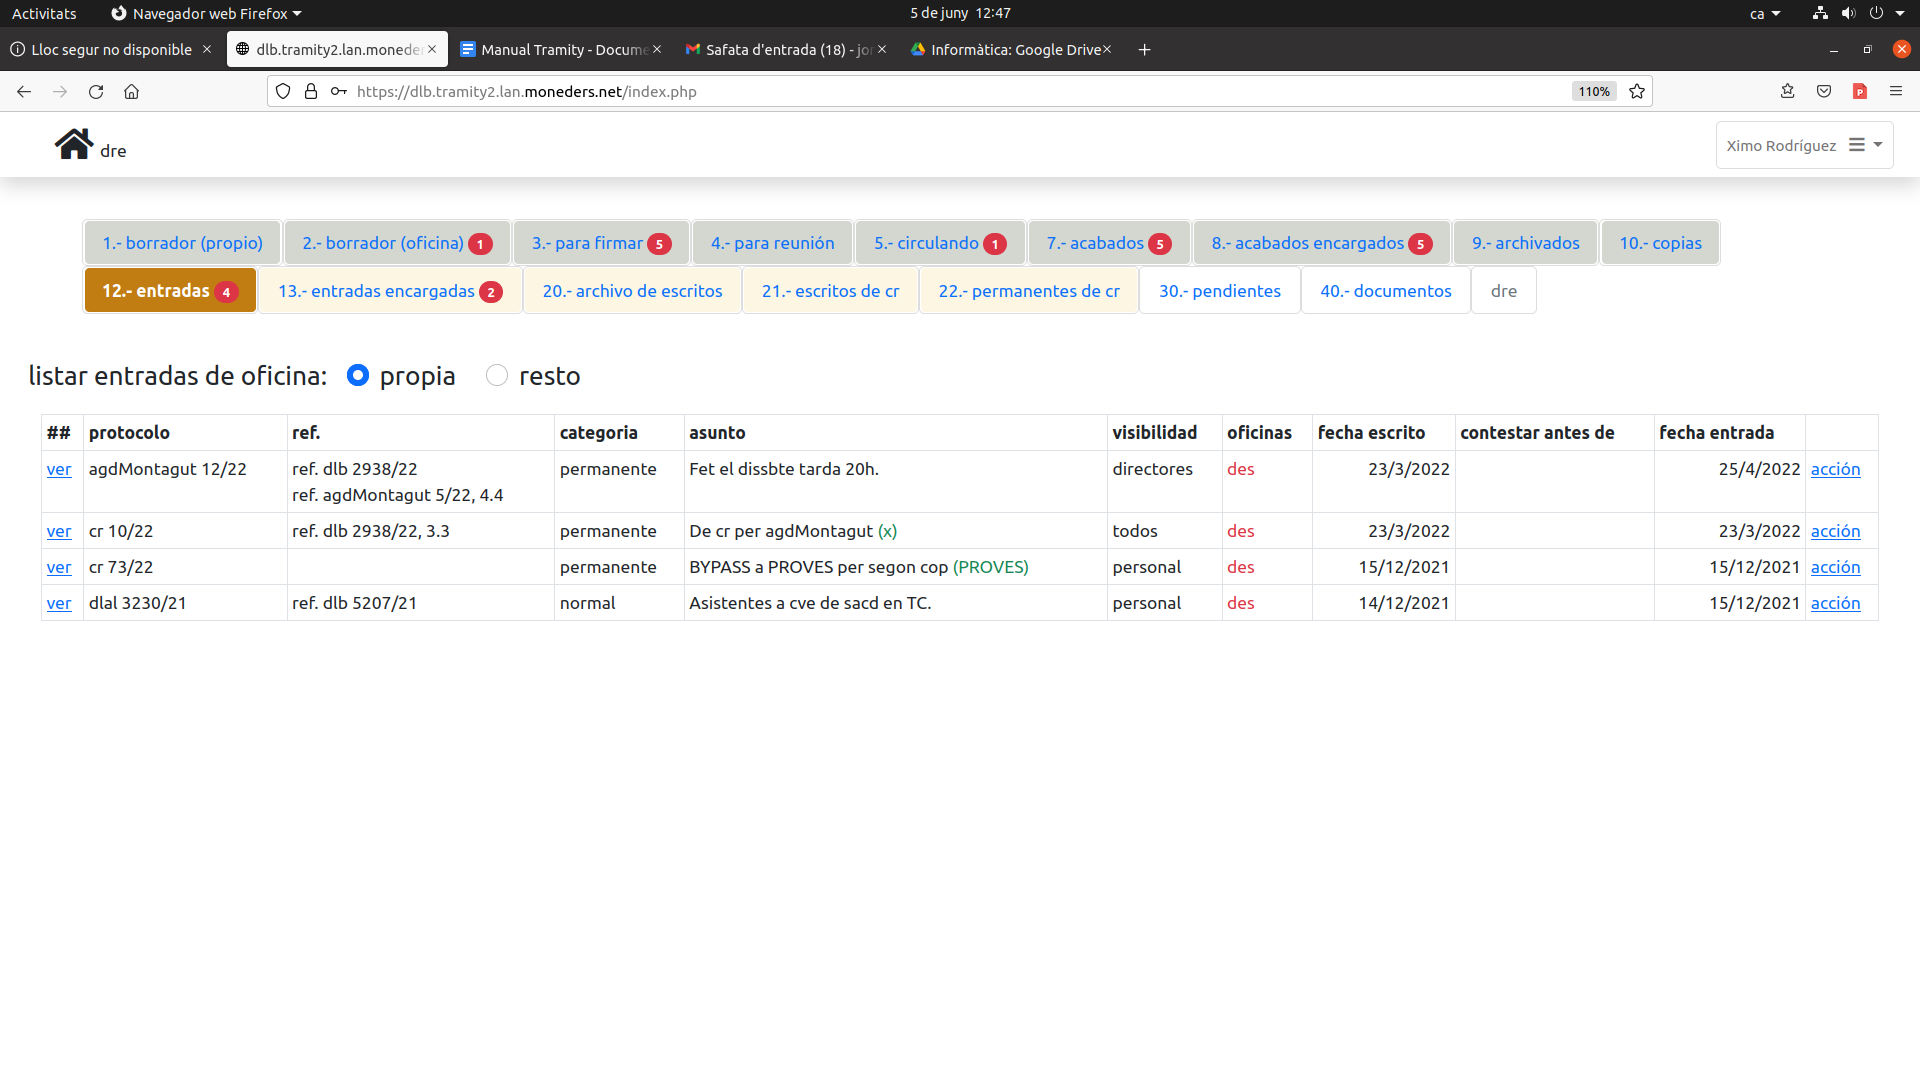 Activitats Navegador web Firefox 5 de juny 12:47 ca
Lloc segur no disponible dlb.tramity2.lan.moneder Manual Tramity - Docume Safata d'entrada (18) - jor Informàtica: Google Drive
https://dlb.tramity2.lan.moneders.net/index.php 110%
dre Ximo Rodríguez
1.- borrador (propio) 2.- borrador (oficina) 1 3.- para firmar 5 4.- para reunión 5.- circulando 1 7.- acabados 5 8.- acabados encargados 5 9.- archivados 10.- copias
12.- entradas 4 13.- entradas encargadas 2 20.- archivo de escritos 21.- escritos de cr 22.- permanentes de cr 30.- pendientes 40.- documentos dre
listar entradas de oficina: propia resto
## protocolo ref. categoria asunto visibilidad oficinas fecha escrito contestar antes de fecha entrada
ver agdMontagut 12/22 ref. dlb 2938/22 permanente Fet el dissbte tarda 20h. directores des 23/3/2022 25/4/2022 acción
ref. agdMontagut 5/22, 4.4
ver cr 10/22 ref. dlb 2938/22, 3.3 permanente De cr per agdMontagut (x) todos des 23/3/2022 23/3/2022 acción
ver cr 73/22 permanente BYPASS a PROVES per segon cop (PROVES) personal des 15/12/2021 15/12/2021 acción
ver dlal 3230/21 ref. dlb 5207/21 normal Asistentes a cve de sacd en TC. personal des 14/12/2021 15/12/2021 acción